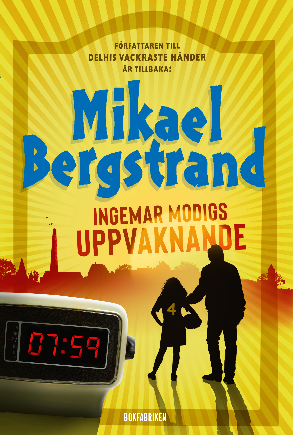 FÖRFATTAREN TILL
DELHIS VACKRASTE HÄNDER
ÄR TILLBAKA!
Mikael
Bergstrand
INGEMAR MODIGS
UPPVAKNANDE
4
07:59
BOKFABRIKEN